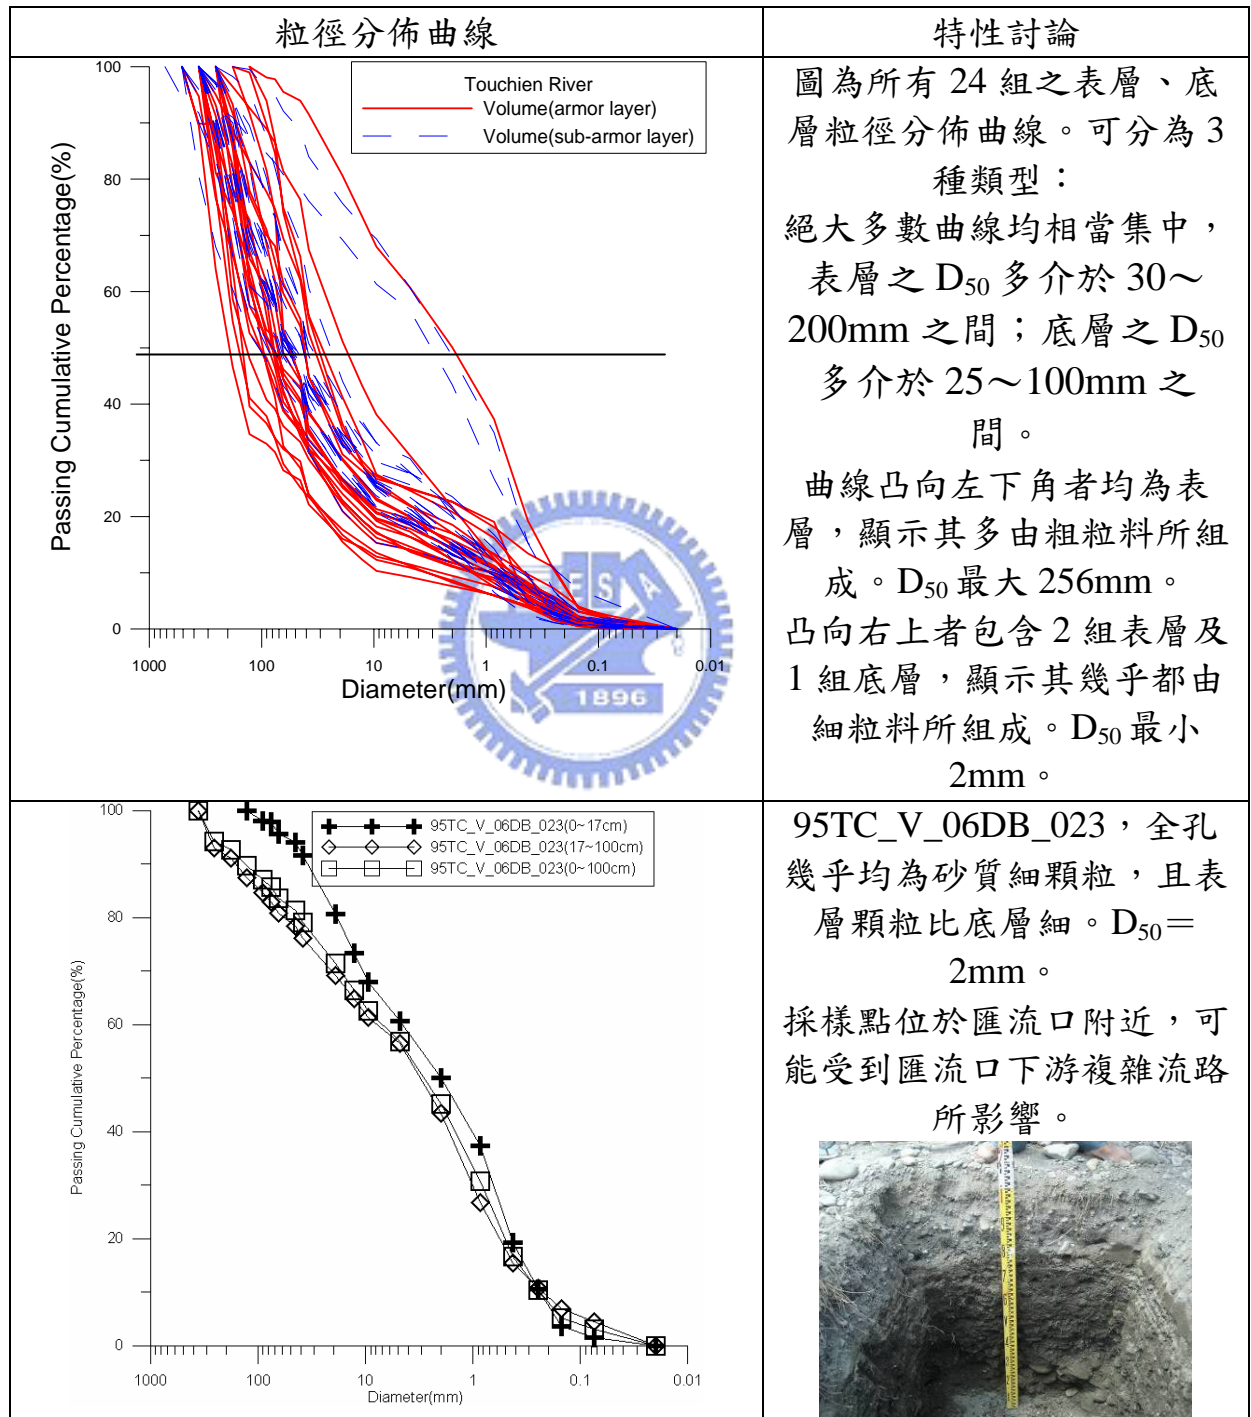 粒徑分佈曲線
特性討論
100
80
60
40
20
0
Passing Cumulative Percentage(%)
Touchien River
Volume(armor layer)
Volume(sub-armor layer)
1000
100
10
1
0.1
0.01
Diameter(mm)
1896
圖為所有 24 組之表層、底
層粒徑分佈曲線。可分為 3
種類型：
絕大多數曲線均相當集中，
表層之 D50 多介於 30～
200mm 之間；底層之 D50
多介於 25～100mm 之
間。
曲線凸向左下角者均為表
層，顯示其多由粗粒料所組
成。D50 最大 256mm。
凸向右上者包含 2 組表層及
1 組底層，顯示其幾乎都由
細粒料所組成。D50 最小
2mm。
100
80
60
40
20
0
Passing Cumulative Percentage(%)
95TC_V_06DB_023(0~17cm)
95TC_V_06DB_023(17~100cm)
95TC_V_06DB_023(0~100cm)
1000
100
10
1
0.1
0.01
Diameter(mm)
95TC_V_06DB_023，全孔
幾乎均為砂質細顆粒，且表
層顆粒比底層細。D50＝
2mm。
採樣點位於匯流口附近，可
能受到匯流口下游複雜流路
所影響。